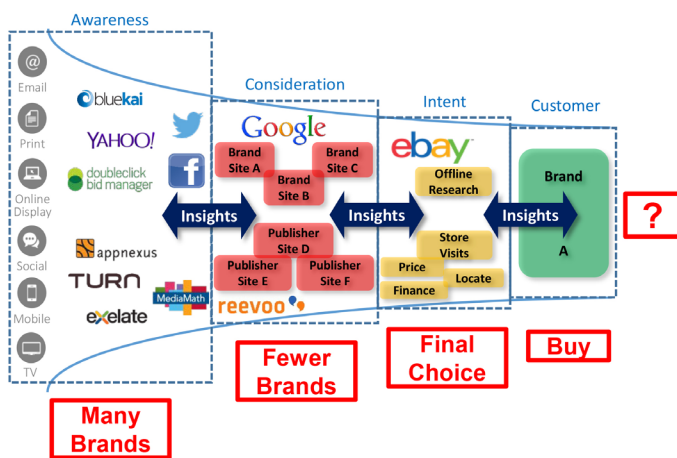 Awareness
@
Email
Print
Online
Display
Social
Mobile
TV
bluekai
YAHOO!
doubleclick
bid manager
f
appnexus
TURN
MediaMath
eXelate
Many
Brands
Insights
Consideration
Google
Brand
Site A
Brand
Site C
Brand
Site B
Publisher
Site D
Publisher
Site E
Publisher
Site F
reevoo
Fewer
Brands
Insights
Intent
ebay
Offline
Research
Store
Visits
Price
Locate
Finance
Final
Choice
Insights
Customer
Brand
A
Buy
?